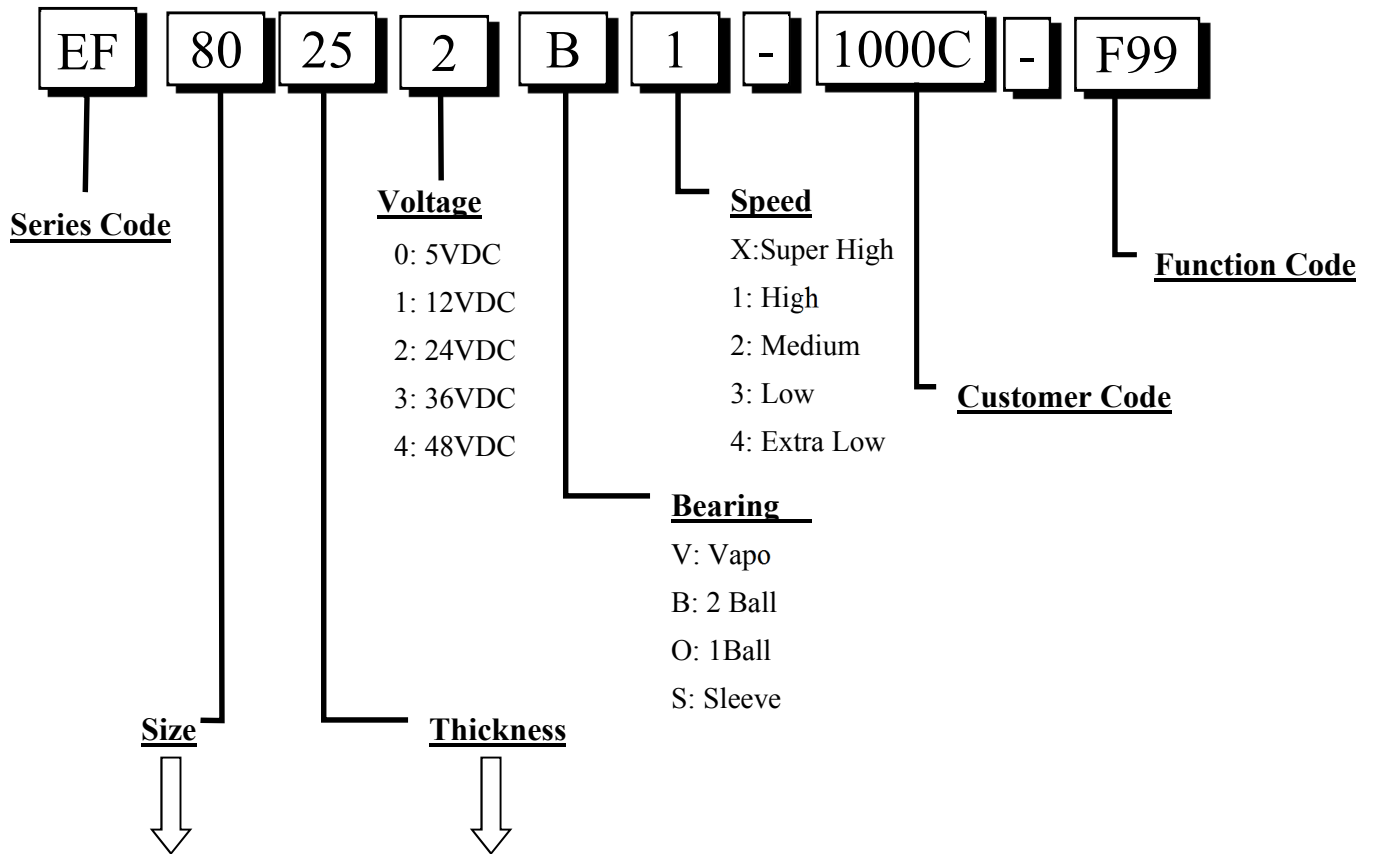 EF 80 25 2 B 1 - 1000C - F99
Series Code
Voltage
0: 5VDC
1: 12VDC
2: 24VDC
3: 36VDC
4: 48VDC
Speed
X:Super High
1: High
2: Medium
3: Low
4: Extra Low
Function Code
Customer Code
Bearing
V: Vapo
B: 2 Ball
O: 1Ball
S: Sleeve
Size
Thickness